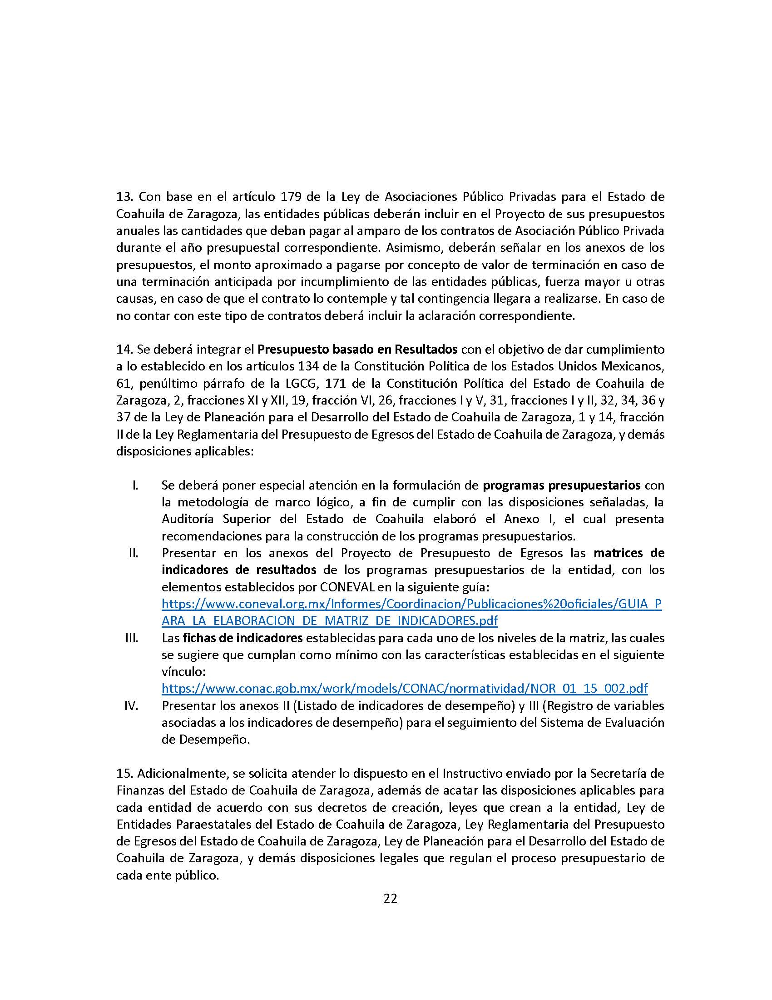 13. Con base en el artículo 179 de la Ley de Asociaciones Público Privadas para el Estado de
Coahuila de Zaragoza, las entidades públicas deberán incluir en el Proyecto de sus presupuestos
anuales las cantidades que deban pagar al amparo de los contratos de Asociación Público Privada
durante el año presupuestal correspondiente. Asimismo, deberán señalar en los anexos de los
presupuestos, el monto aproximado a pagarse por concepto de valor de terminación en caso de
una terminación anticipada por incumplimiento de las entidades públicas, fuerza mayor u otras
causas, en caso de que el contrato lo contemple y tal contingencia llegara a realizarse. En caso de
no contar con este tipo de contratos deberá incluir la aclaración correspondiente.
14. Se deberá integrar el Presupuesto basado en Resultados con el objetivo de dar cumplimiento
a lo establecido en los artículos 134 de la Constitución Política de los Estados Unidos Mexicanos,
61, penúltimo párrafo de la LGCG, 171 de la Constitución Política del Estado de Coahuila de
Zaragoza, 2, fracciones XI y XII, 19, fracción VI, 26, fracciones I y V, 31, fracciones I y II, 32, 34, 36 y
37 de la Ley de Planeación para el Desarrollo del Estado de Coahuila de Zaragoza, 1 y 14, fracción
II de la Ley Reglamentaria del Presupuesto de Egresos del Estado de Coahuila de Zaragoza, y demás
disposiciones aplicables:
I. Se deberá poner especial atención en la formulación de programas presupuestarios con
la metodología de marco lógico, a fin de cumplir con las disposiciones señaladas, la
Auditoría Superior del Estado de Coahuila elaboró el Anexo I, el cual presenta
recomendaciones para la construcción de los programas presupuestarios.
II. Presentar en los anexos del Proyecto de Presupuesto de Egresos las matrices de
indicadores de resultados de los programas presupuestarios de la entidad, con los
elementos establecidos por CONEVAL en la siguiente guía:
https://www.coneval.org.mx/Informes/Coordinacion/Publicaciones%20oficiales/GUIA_P
ARA_LA_ELABORACION_DE_MATRIZ_DE_INDICADORES.pdf
III. Las fichas de indicadores establecidas para cada uno de los niveles de la matriz, las cuales
se sugiere que cumplan como mínimo con las características establecidas en el siguiente
vínculo:
https://www.conac.gob.mx/work/models/CONAC/normatividad/NOR_01_15_002.pdf
IV. Presentar los anexos II (Listado de indicadores de desempeño) y III (Registro de variables
asociadas a los indicadores de desempeño) para el seguimiento del Sistema de Evaluación
de Desempeño.
15. Adicionalmente, se solicita atender lo dispuesto en el Instructivo enviado por la Secretaría de
Finanzas del Estado de Coahuila de Zaragoza, además de acatar las disposiciones aplicables para
cada entidad de acuerdo con sus decretos de creación, leyes que crean a la entidad, Ley de
Entidades Paraestatales del Estado de Coahuila de Zaragoza, Ley Reglamentaria del Presupuesto
de Egresos del Estado de Coahuila de Zaragoza, Ley de Planeación para el Desarrollo del Estado de
Coahuila de Zaragoza, y demás disposiciones legales que regulan el proceso presupuestario de
cada ente público.
22